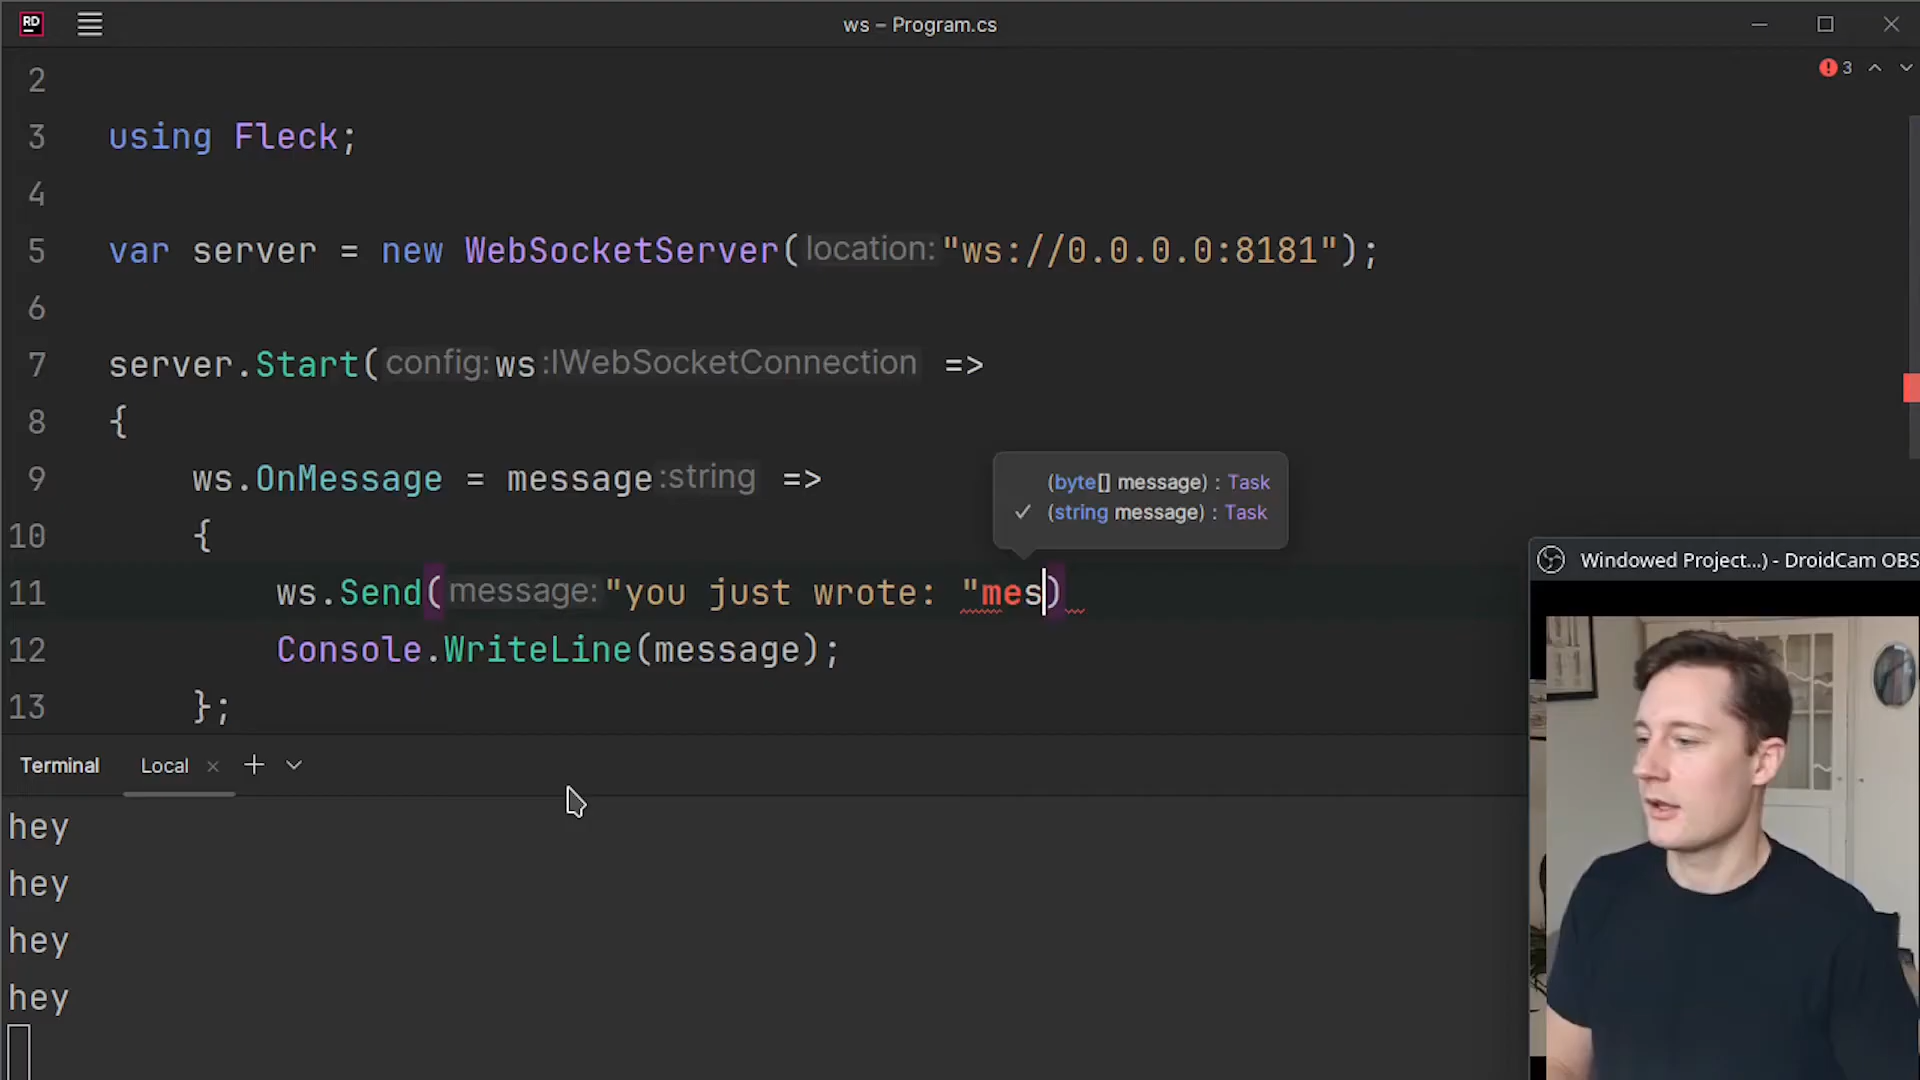 RD
ws – Program.cs
3
2
3 using Fleck;
4
5 var server = new WebSocketServer(location:"ws://0.0.0.0:8181");
6
7 server.Start(config:ws:IWebSocketConnection =>
8 {
9 ws.OnMessage = message:string =>
(byte[] message) : Task
✓ (string message) : Task
10 {
11 ws.Send(message:"you just wrote: "mes)
12 Console.WriteLine(message);
13 };
Windowed Project...) - DroidCam OBS
Terminal Local × +
hey
hey
hey
hey